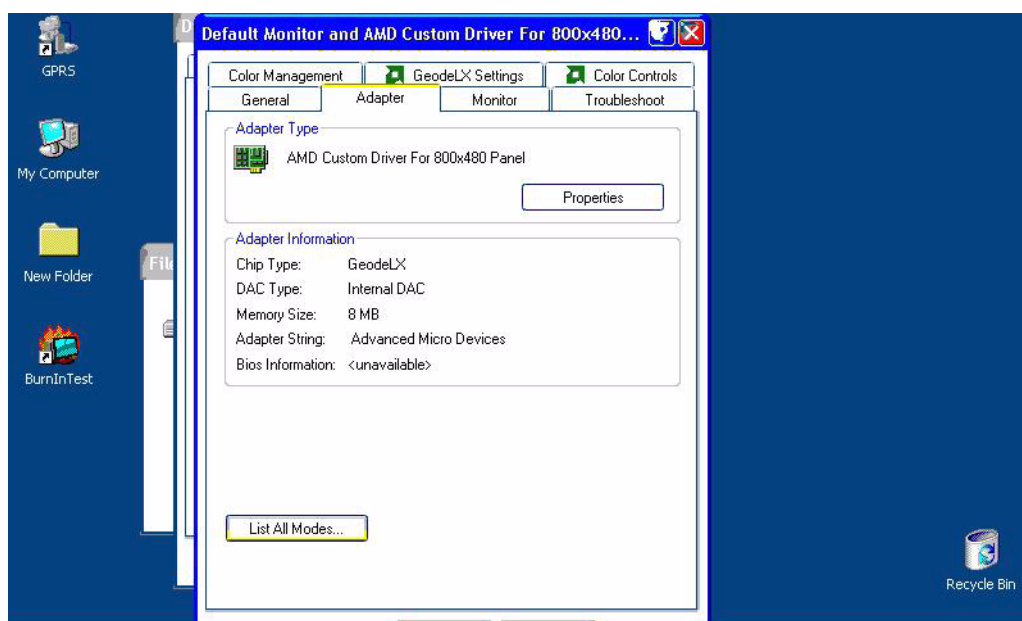 GPRS
My Computer
New Folder
BurnInTest
Recycle Bin
D
File
Default Monitor and AMD Custom Driver For 800x480...
Color Management GeodeLX Settings Color Controls
General Adapter Monitor Troubleshoot
Adapter Type
AMD Custom Driver For 800x480 Panel
Properties
Adapter Information
Chip Type: GeodeLX
DAC Type: Internal DAC
Memory Size: 8 MB
Adapter String: Advanced Micro Devices
Bios Information: <unavailable>
List All Modes...